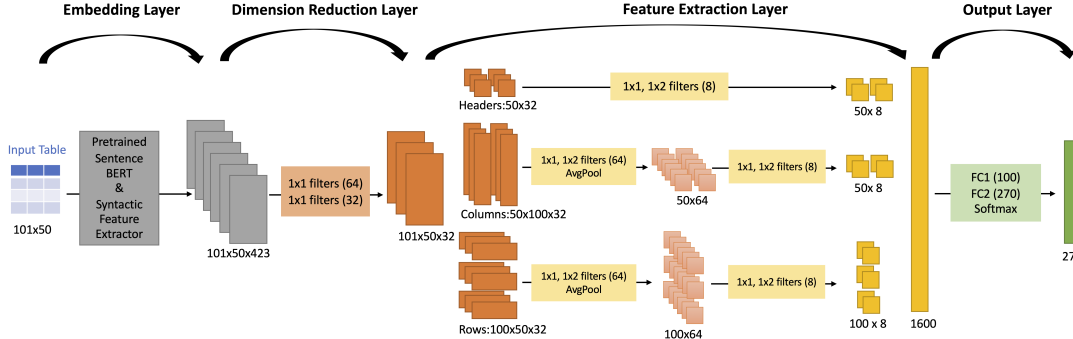 Embedding Layer
Dimension Reduction Layer
Feature Extraction Layer
Output Layer
Input Table
101x50
Pretrained
Sentence
BERT
&
Syntactic
Feature
Extractor
101x50x423
1x1 filters (64)
1x1 filters (32)
101x50x32
Headers:50x32
1x1, 1x2 filters (8)
50x 8
Columns:50x100x32
1x1, 1x2 filters (64)
AvgPool
50x64
1x1, 1x2 filters (8)
50x 8
Rows:100x50x32
1x1, 1x2 filters (64)
AvgPool
100x64
1x1, 1x2 filters (8)
100 x 8
1600
FC1 (100)
FC2 (270)
Softmax
27